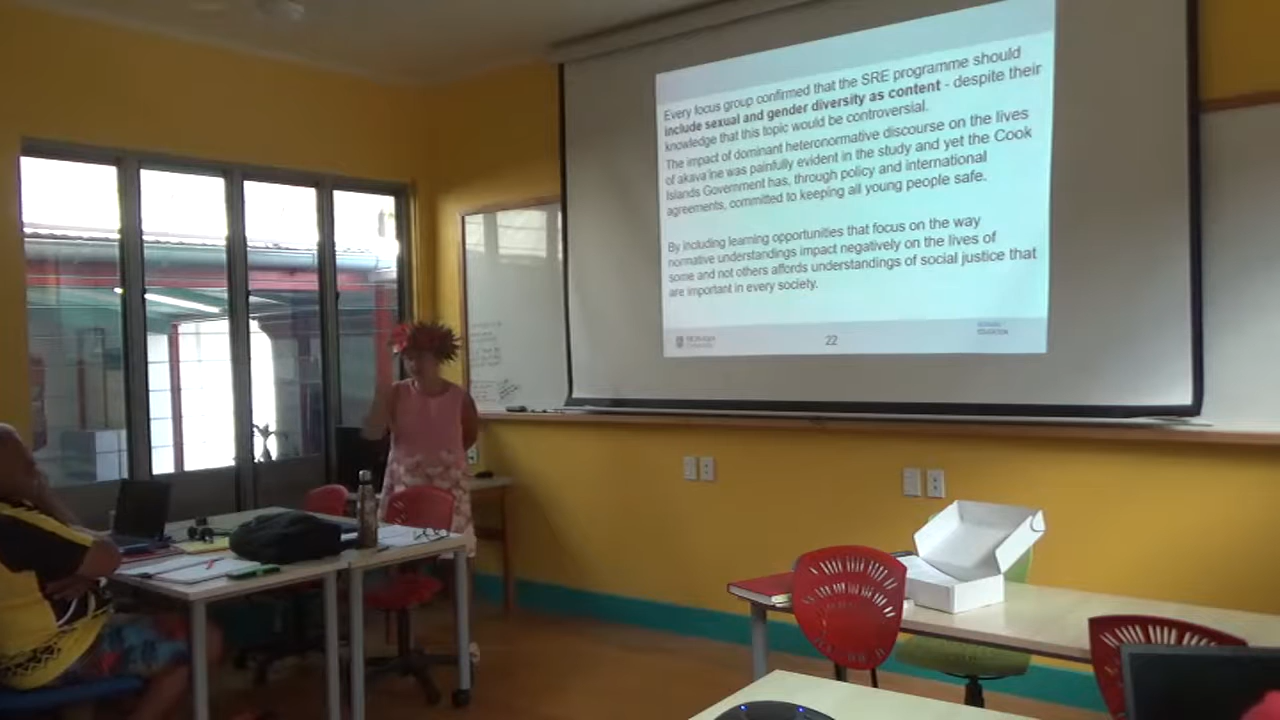 Every focus group confirmed that the SRE programme should
include sexual and gender diversity as content - despite their
knowledge that this topic would be controversial.
The impact of dominant heteronormative discourse on the lives
of akava'ine was painfully evident in the study and yet the Cook
Islands Government has, through policy and international
agreements, committed to keeping all young people safe.
By including learning opportunities that focus on the way
normative understandings impact negatively on the lives of
some and not others affords understandings of social justice that
are important in every society.
22
EDUCATION